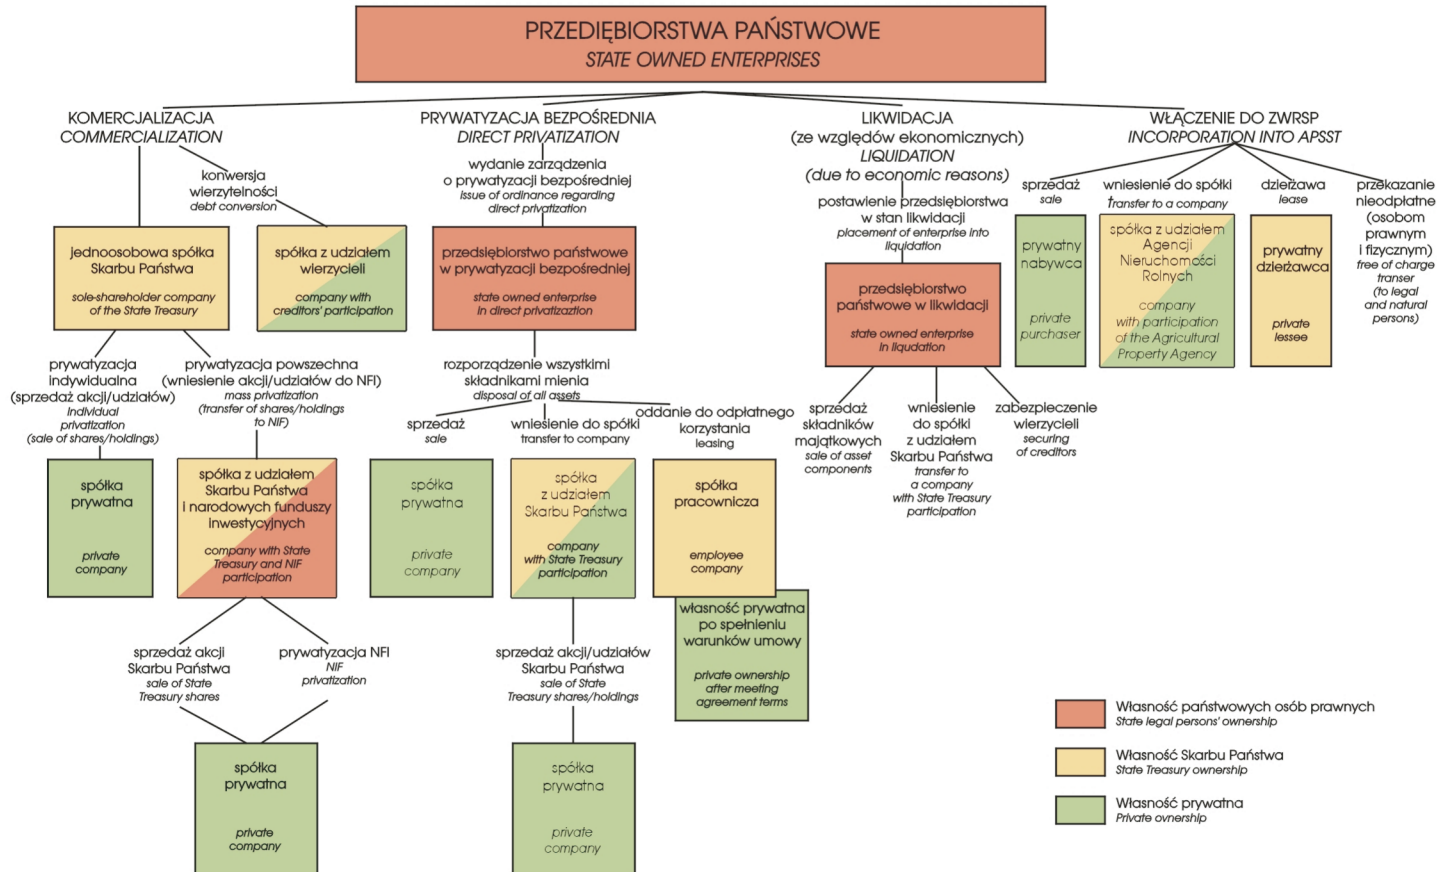 PRZEDIĘBIORSTWA PAŃSTWOWE
STATE OWNED ENTERPRISES
KOMERCJALIZACJA
COMMERCIALIZATION
konwersja
wierzytelności
debt conversion
jednoosobowa spółka
Skarbu Państwa
sole-shareholder company
of the State Treasury
spółka z udziałem
wierzycieli
company with
creditors' participation
prywatyzacja
indywidualna
(sprzedaż akcji/udziałów)
individual
privatization
(sale of shares/holdings)
prywatyzacja powszechna
(wniesienie akcji/udziałów do NFI)
mass privatization
(transfer of shares/holdings
to NIF)
spółka
prywatna
private
company
spółka z udziałem
Skarbu Państwa
i narodowych funduszy
inwestycyjnych
company with State
Treasury and NIF
participation
sprzedaż akcji
Skarbu Państwa
sale of State
Treasury shares
prywatyzacja NFI
NIF
privatization
spółka
prywatna
private
company
PRYWATYZACJA BEZPOŚREDNIA
DIRECT PRIVATIZATION
wydanie zarządzenia
o prywatyzacji bezpośredniej
issue of ordinance regarding
direct privatization
przedsiębiorstwo państwowe
w prywatyzacji bezpośredniej
state owned enterprise
in direct privatizaztion
rozporządzenie wszystkimi
składnikami mienia
disposal of all assets
sprzedaż
sale
wniesienie do spółki
transfer to company
oddanie do odpłatnego
korzystania
leasing
spółka
prywatna
private
company
spółka
z udziałem
Skarbu Państwa
company
with State Treasury
participation
spółka
pracownicza
employee
company
własność prywatna
po spełnieniu
warunków umowy
private ownership
after meeting
agreement terms
sprzedaż akcji/udziałów
Skarbu Państwa
sale of State
Treasury shares/holdings
spółka
prywatna
private
company
LIKWIDACJA
(ze względów ekonomicznych)
LIQUIDATION
(due to economic reasons)
postawienie przedsiębiorstwa
w stan likwidacji
placement of enterprise into
liquidation
przedsiębiorstwo
państwowe w likwidacji
state owned enterprise
in liqudation
sprzedaż
składników
majątkowych
sale of asset
components
wniesienie
do spółki
z udziałem
Skarbu Państwa
transfer to
a company
with State Treasury
participation
zabezpieczenie
wierzycieli
securing
of creditors
WŁĄCZENIE DO ZWRSP
INCORPORATION INTO APSST
sprzedaż
sale
wniesienie do spółki
transfer to a company
dzierżawa
lease
przekazanie
nieodpłatne
(osobom
prawnym
i fizycznym)
free of charge
transer
(to legal
and natural
persons)
prywatny
nabywca
private
purchaser
spółka z udziałem
Agencji
Nieruchomości
Rolnych
company
with participation
of the Agricultural
Property Agency
prywatny
dzierżawca
private
lessee
Własność państwowych osób prawnych
State legal persons' ownership
Własność Skarbu Państwa
State Treasury ownership
Własność prywatna
Private ownership